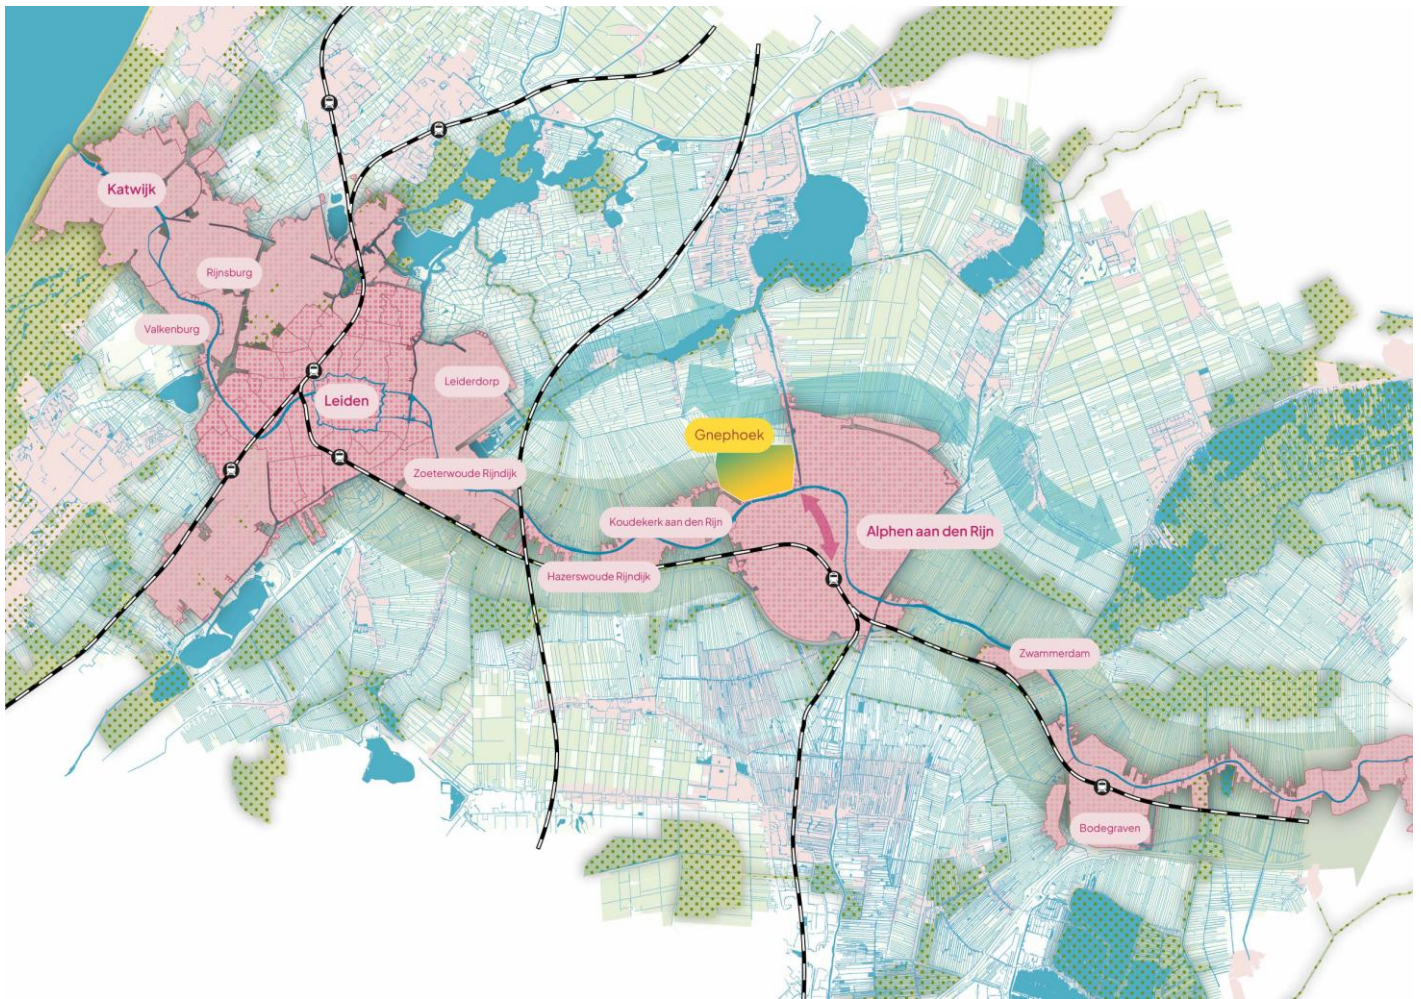 Katwijk
Rijnsburg
Valkenburg
Leiderdorp
Leiden
Gnephoek
Zoeterwoude Rijndijk
Koudekerk aan den Rijn
Alphen aan den Rijn
Hazerswoude Rijndijk
Zwammerdam
Bodegraven